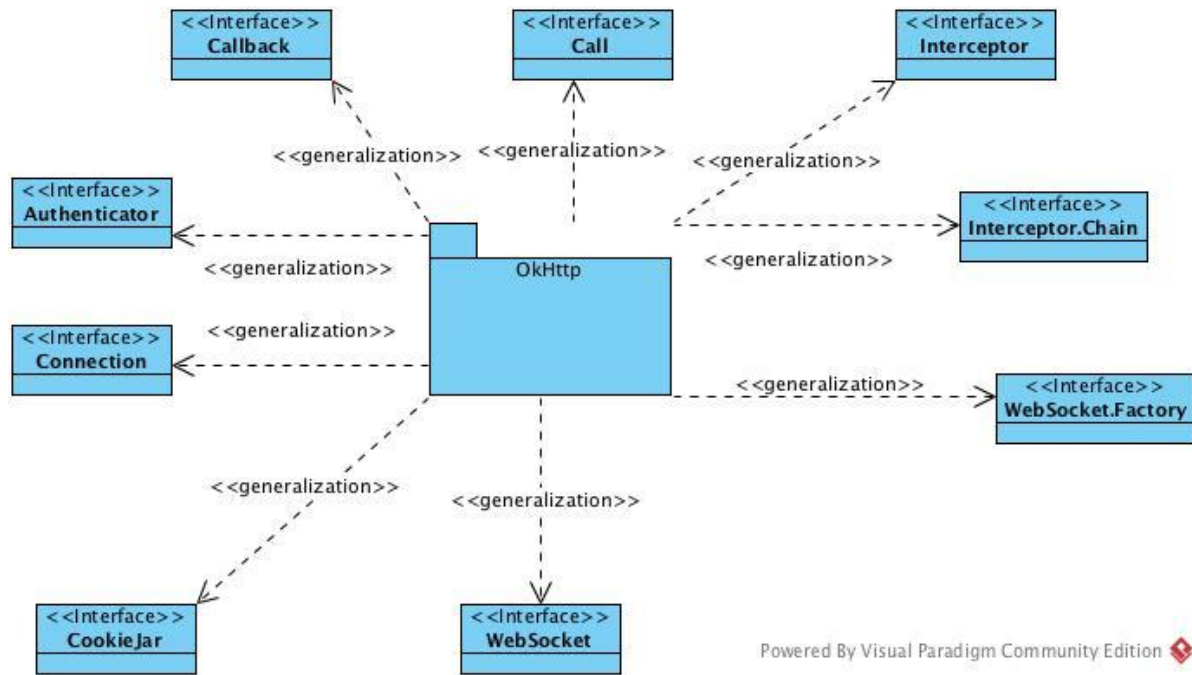 <<Interface>>
Callback
<<Interface>>
Call
<<Interface>>
Interceptor
<<generalization>>
<<generalization>>
<<generalization>>
<<Interface>>
Authenticator
<<Interface>>
Interceptor.Chain
<<generalization>>
<<generalization>>
OkHttp
<<generalization>>
<<Interface>>
Connection
<<generalization>>
<<Interface>>
WebSocket.Factory
<<generalization>>
<<generalization>>
<<Interface>>
CookieJar
<<Interface>>
WebSocket
Powered By Visual Paradigm Community Edition